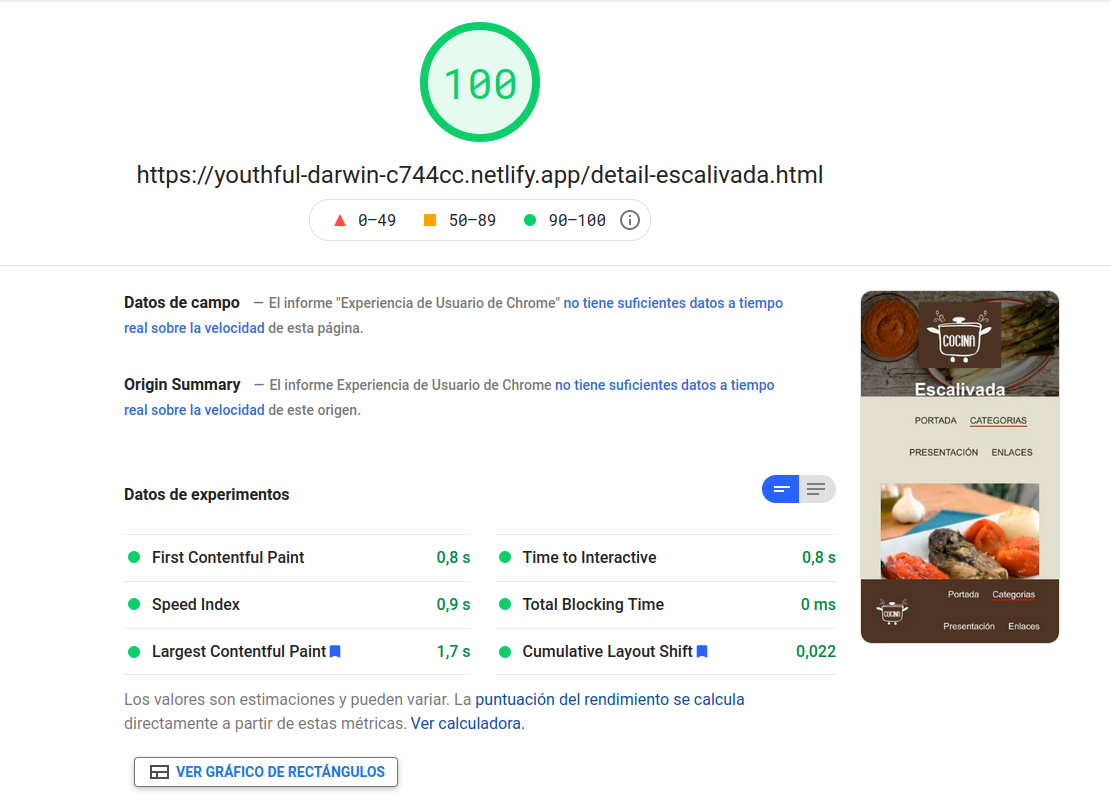 100
https://youthful-darwin-c744cc.netlify.app/detail-escalivada.html
0–49 50–89 90–100
Datos de campo — El informe "Experiencia de Usuario de Chrome" no tiene suficientes datos a tiempo
real sobre la velocidad de esta página.
Origin Summary — El informe Experiencia de Usuario de Chrome no tiene suficientes datos a tiempo
real sobre la velocidad de este origen.
Datos de experimentos
First Contentful Paint 0,8 s
Time to Interactive 0,8 s
Speed Index 0,9 s
Total Blocking Time 0 ms
Largest Contentful Paint 1,7 s
Cumulative Layout Shift 0,022
Los valores son estimaciones y pueden variar. La puntuación del rendimiento se calcula
directamente a partir de estas métricas. Ver calculadora.
VER GRÁFICO DE RECTÁNGULOS
COCINA
Escalivada
PORTADA CATEGORIAS
PRESENTACIÓN ENLACES
COCINA
Portada Categorias
Presentación Enlaces